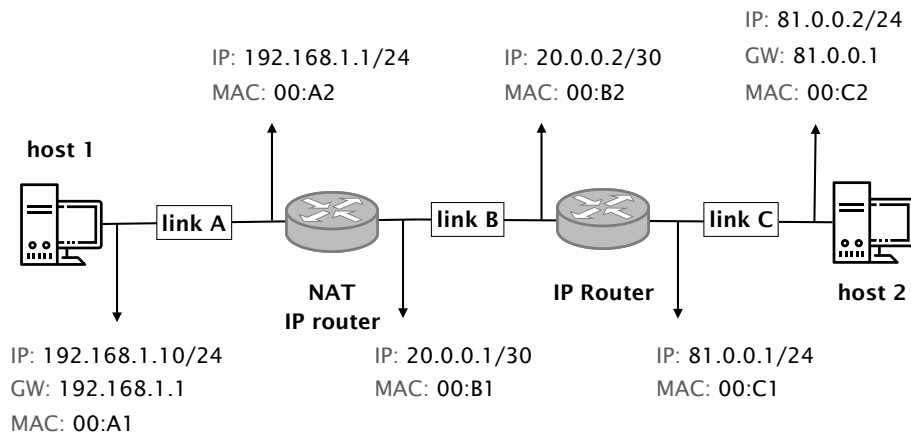 IP: 81.0.0.2/24
GW: 81.0.0.1
MAC: 00:C2
IP: 192.168.1.1/24
MAC: 00:A2
IP: 20.0.0.2/30
MAC: 00:B2
host 1
link A
link B
link C
NAT
IP router
IP Router
host 2
IP: 192.168.1.10/24
GW: 192.168.1.1
MAC: 00:A1
IP: 20.0.0.1/30
MAC: 00:B1
IP: 81.0.0.1/24
MAC: 00:C1